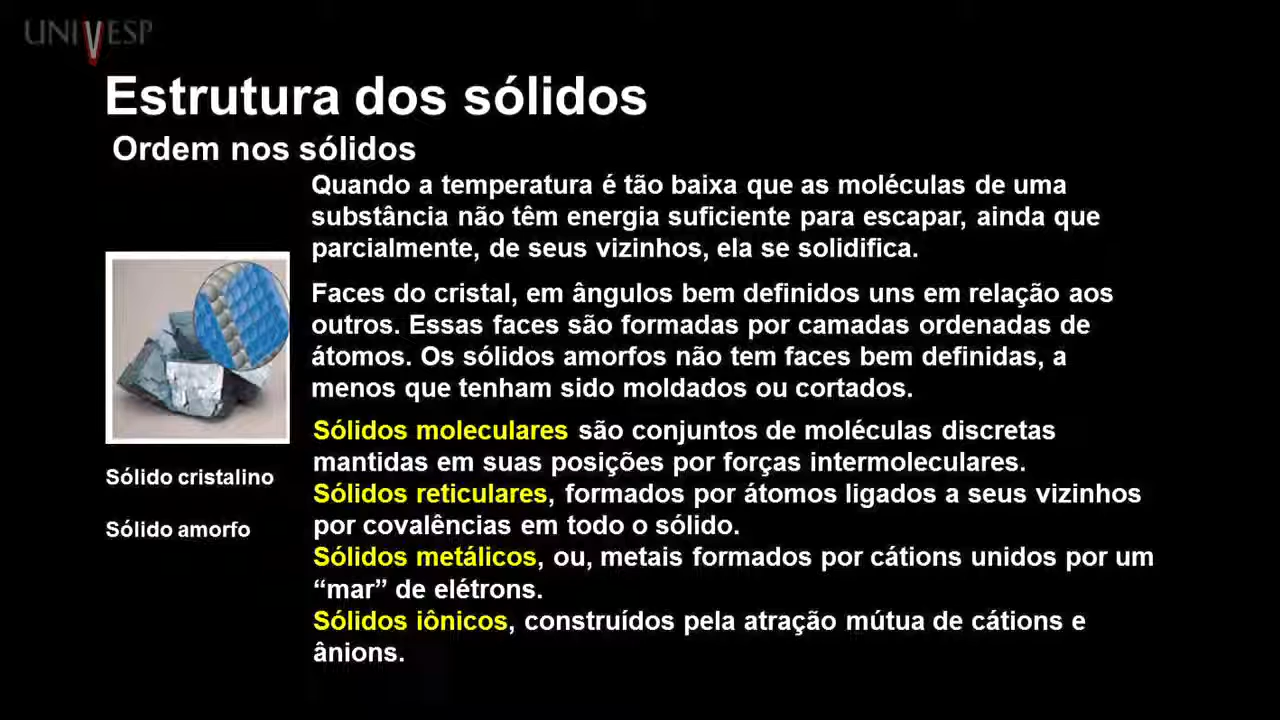 UNIVESP
Estrutura dos sólidos
Ordem nos sólidos
Quando a temperatura é tão baixa que as moléculas de uma
substância não têm energia suficiente para escapar, ainda que
parcialmente, de seus vizinhos, ela se solidifica.
Faces do cristal, em ângulos bem definidos uns em relação aos
outros. Essas faces são formadas por camadas ordenadas de
átomos. Os sólidos amorfos não tem faces bem definidas, a
menos que tenham sido moldados ou cortados.
Sólidos moleculares são conjuntos de moléculas discretas
mantidas em suas posições por forças intermoleculares.
Sólidos reticulares, formados por átomos ligados a seus vizinhos
por covalências em todo o sólido.
Sólidos metálicos, ou, metais formados por cátions unidos por um
“mar” de elétrons.
Sólidos iônicos, construídos pela atração mútua de cátions e
ânions.
Sólido cristalino
Sólido amorfo